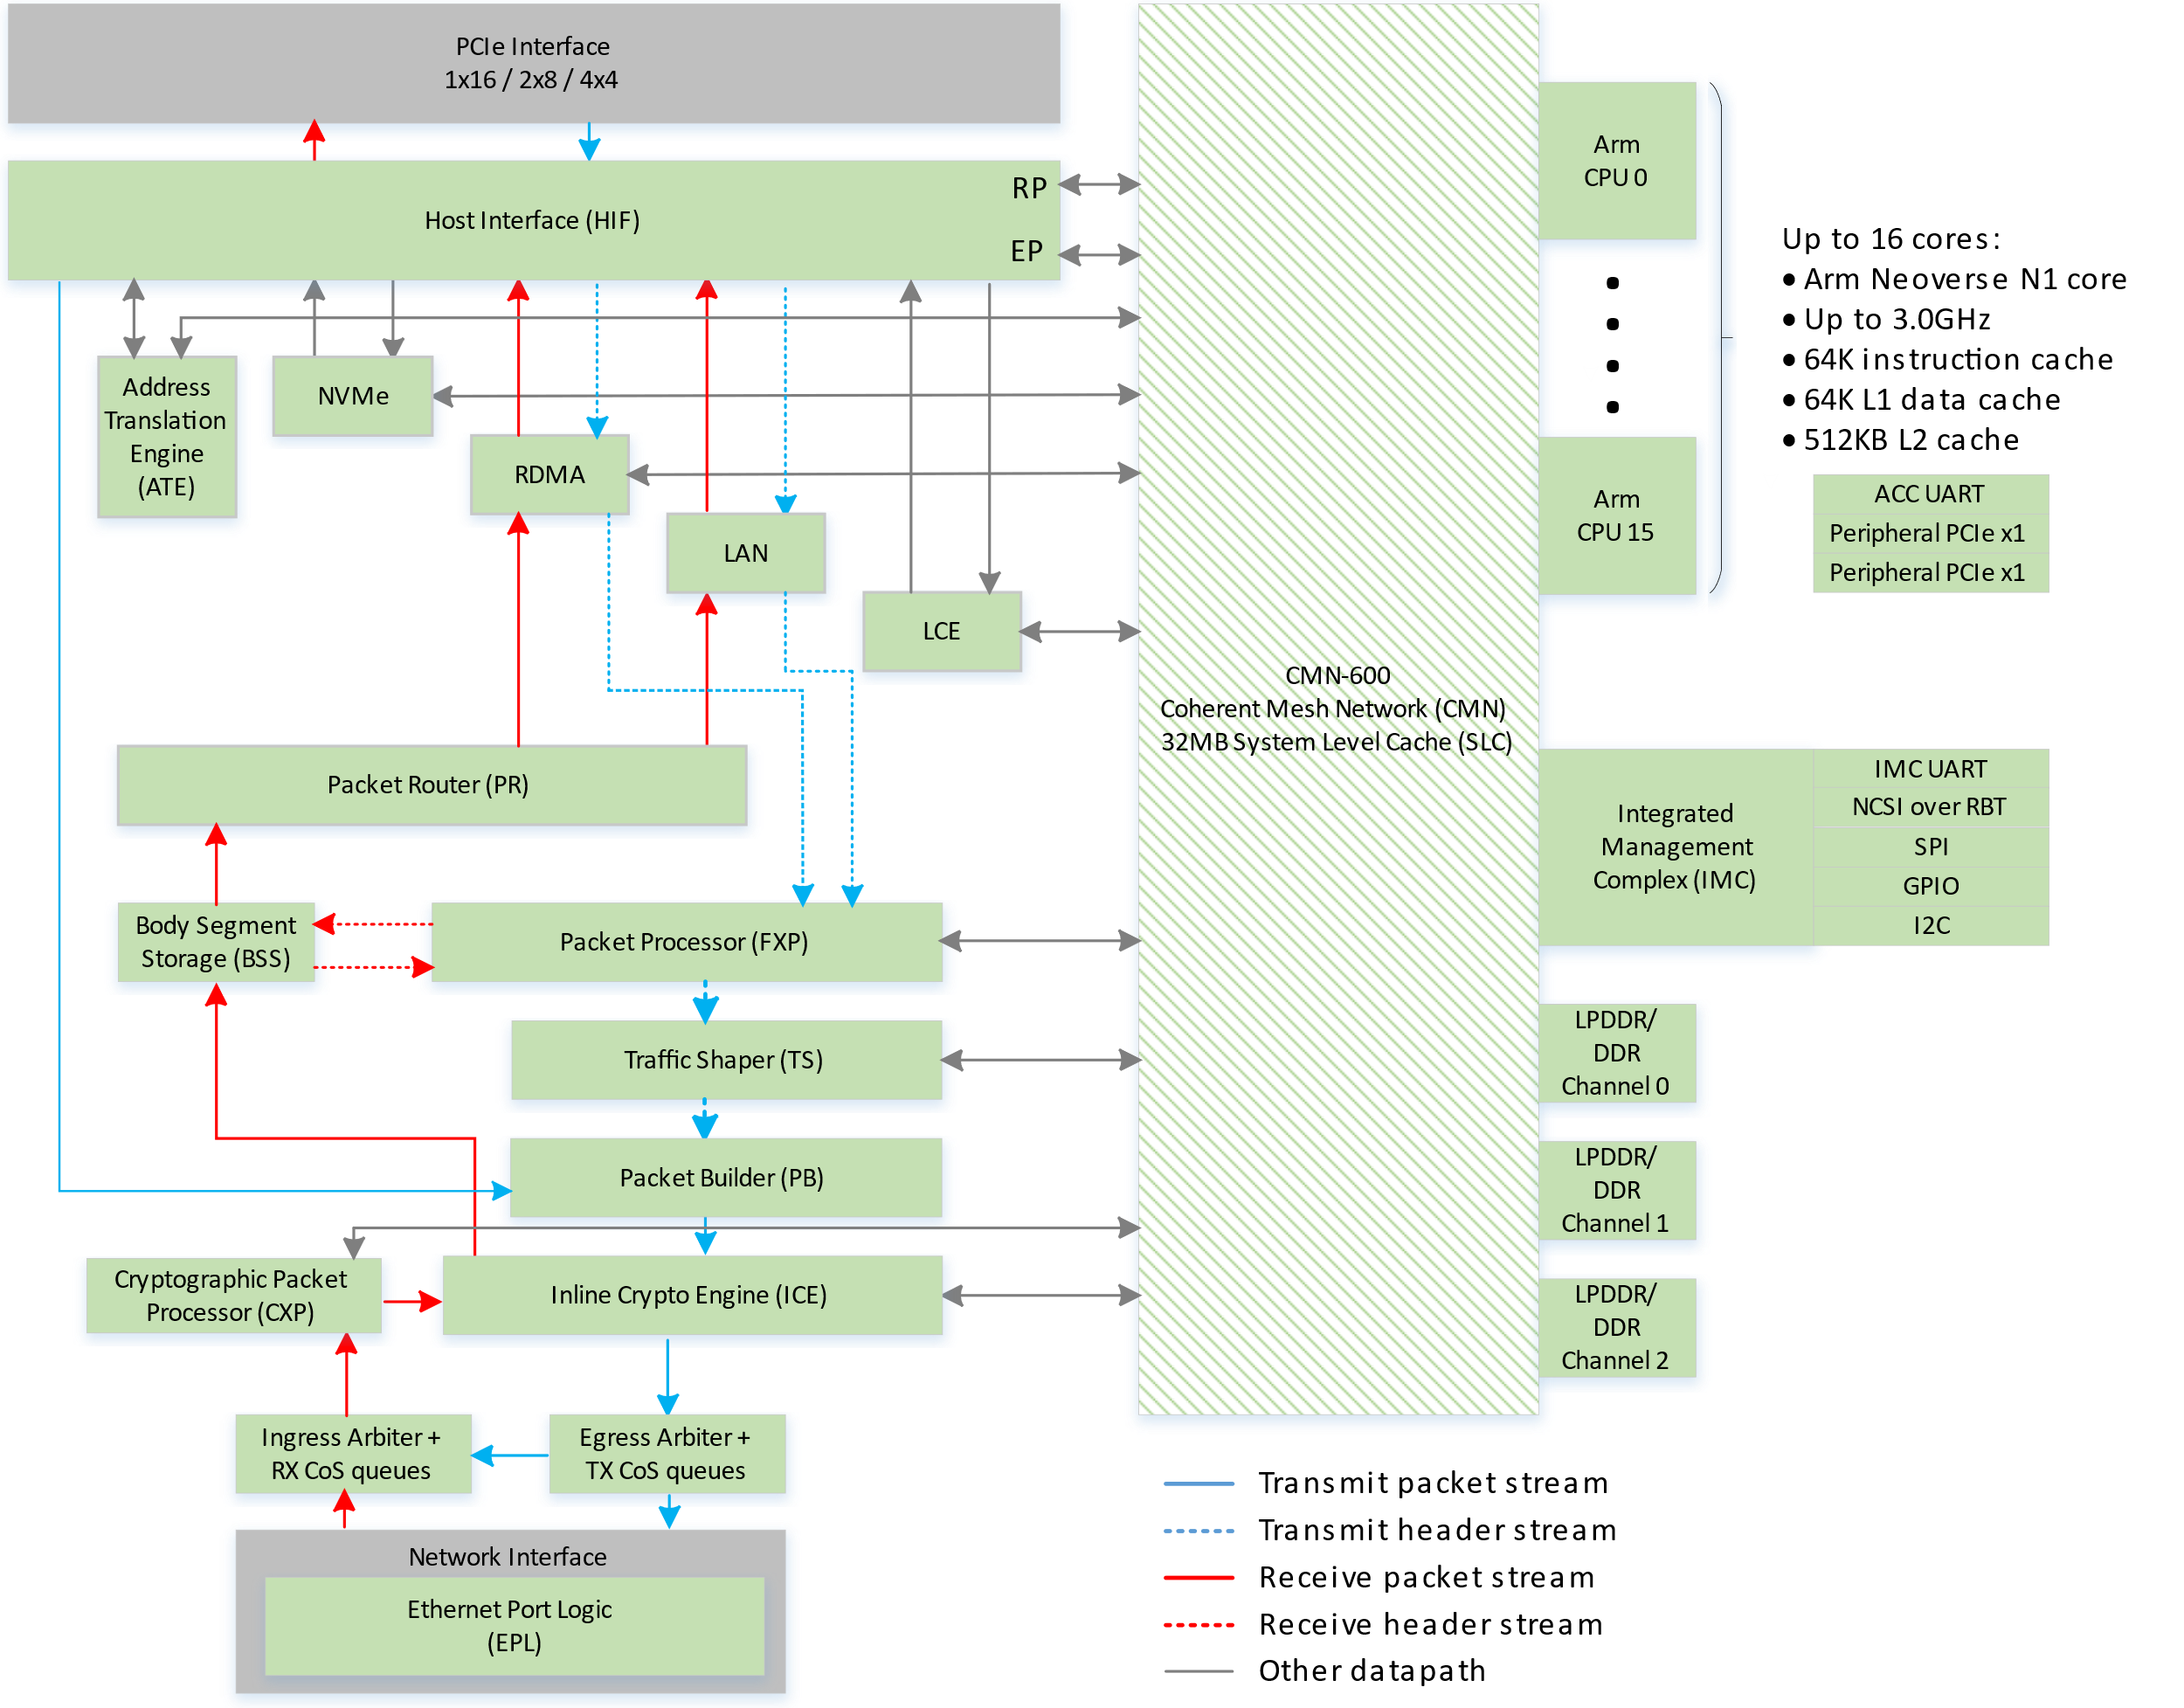 PCIe Interface
1x16 / 2x8 / 4x4
Host Interface (HIF)
RP
EP
Address
Translation
Engine
(ATE)
NVMe
RDMA
LAN
LCE
Packet Router (PR)
Body Segment
Storage (BSS)
Packet Processor (FXP)
Traffic Shaper (TS)
Packet Builder (PB)
Cryptographic Packet
Processor (CXP)
Inline Crypto Engine (ICE)
Ingress Arbiter +
RX CoS queues
Egress Arbiter +
TX CoS queues
Network Interface
Ethernet Port Logic
(EPL)
CMN-600
Coherent Mesh Network (CMN)
32MB System Level Cache (SLC)
Arm
CPU 0
Arm
CPU 15
Up to 16 cores:
• Arm Neoverse N1 core
• Up to 3.0GHz
• 64K instruction cache
• 64K L1 data cache
• 512KB L2 cache
ACC UART
Peripheral PCIe x1
Peripheral PCIe x1
Integrated
Management
Complex (IMC)
IMC UART
NCSI over RBT
SPI
GPIO
I2C
LPDDR/
DDR
Channel 0
LPDDR/
DDR
Channel 1
LPDDR/
DDR
Channel 2
Transmit packet stream
Transmit header stream
Receive packet stream
Receive header stream
Other datapath